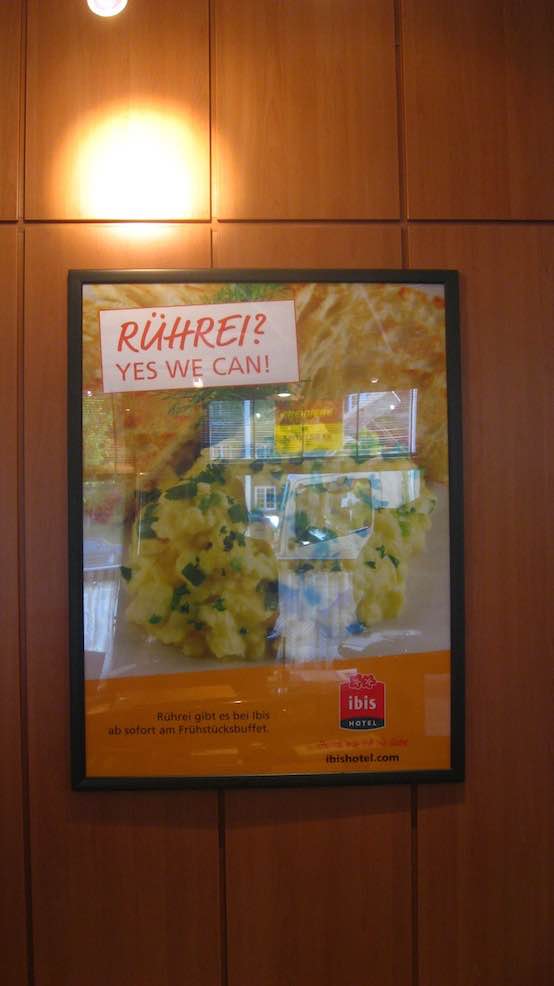 RÜHREI?
YES WE CAN!
Rührei gibt es bei Ibis
ab sofort am Frühstücksbuffet.
ibis
HOTEL
ibishotel.com